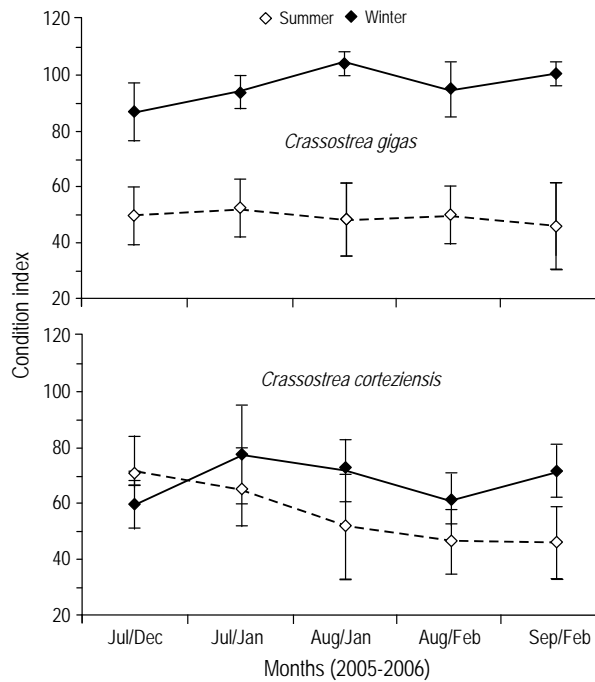 Summer Winter
120
100
80
60
40
20
Crassostrea gigas
Condition index
120
100
80
60
40
20
Crassostrea corteziensis
Jul/Dec Jul/Jan Aug/Jan Aug/Feb Sep/Feb
Months (2005-2006)